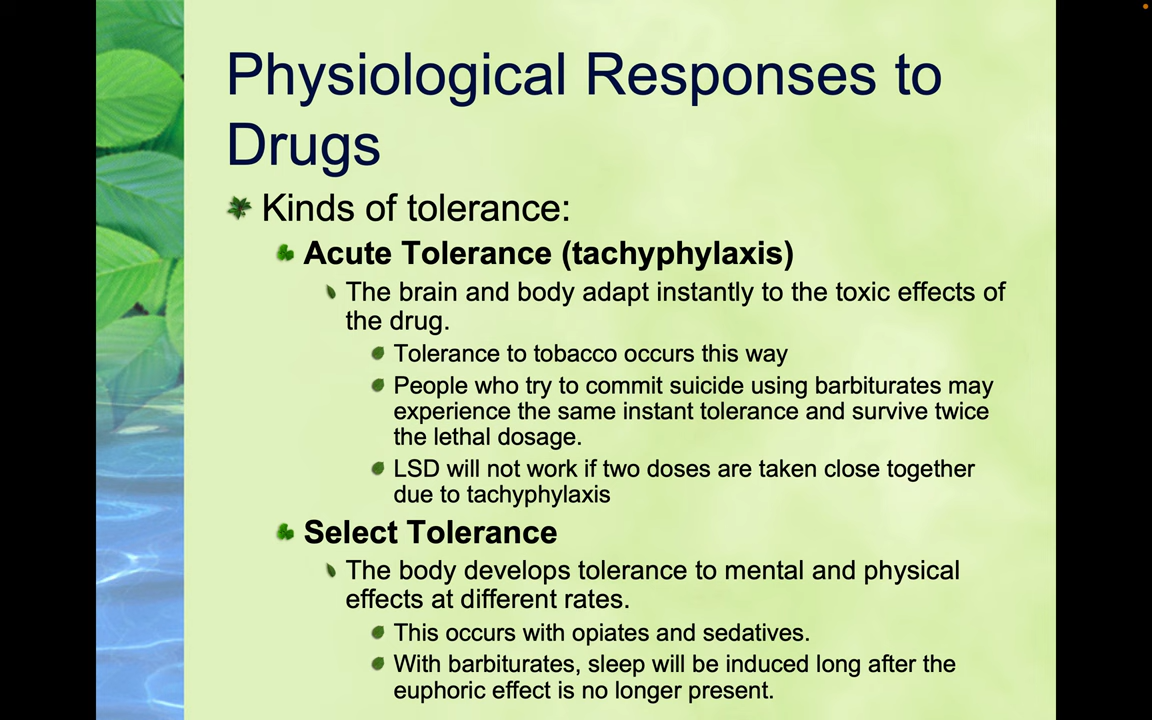 Physiological Responses to
Drugs
Kinds of tolerance:
Acute Tolerance (tachyphylaxis)
The brain and body adapt instantly to the toxic effects of
the drug.
Tolerance to tobacco occurs this way
People who try to commit suicide using barbiturates may
experience the same instant tolerance and survive twice
the lethal dosage.
LSD will not work if two doses are taken close together
due to tachyphylaxis
Select Tolerance
The body develops tolerance to mental and physical
effects at different rates.
This occurs with opiates and sedatives.
With barbiturates, sleep will be induced long after the
euphoric effect is no longer present.